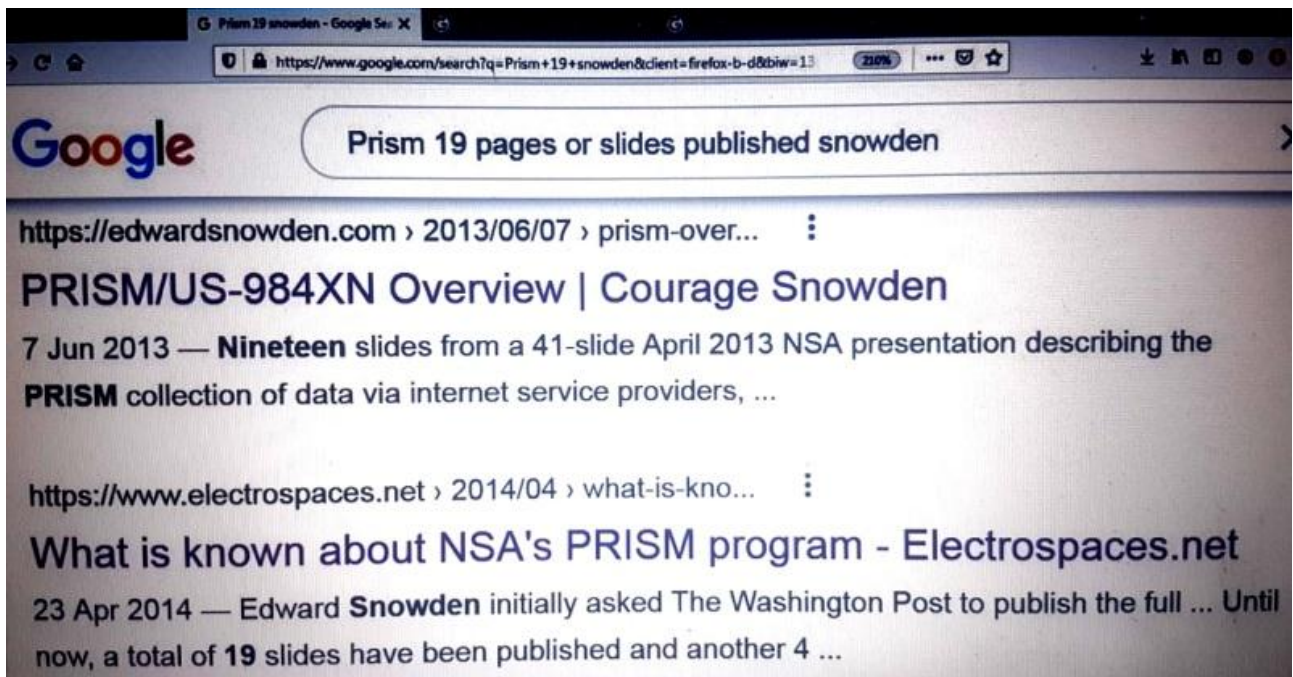 G Prism 19 snowden - Google Sea X
https://www.google.com/search?q=Prism+19+snowden&client=firefox-b-d&biw=13 210%
Google Prism 19 pages or slides published snowden
https://edwardsnowden.com › 2013/06/07 › prism-over...
PRISM/US-984XN Overview | Courage Snowden
7 Jun 2013 — Nineteen slides from a 41-slide April 2013 NSA presentation describing the
PRISM collection of data via internet service providers, ...
https://www.electrospaces.net › 2014/04 › what-is-kno...
What is known about NSA's PRISM program - Electrospaces.net
23 Apr 2014 — Edward Snowden initially asked The Washington Post to publish the full ... Until
now, a total of 19 slides have been published and another 4 ...